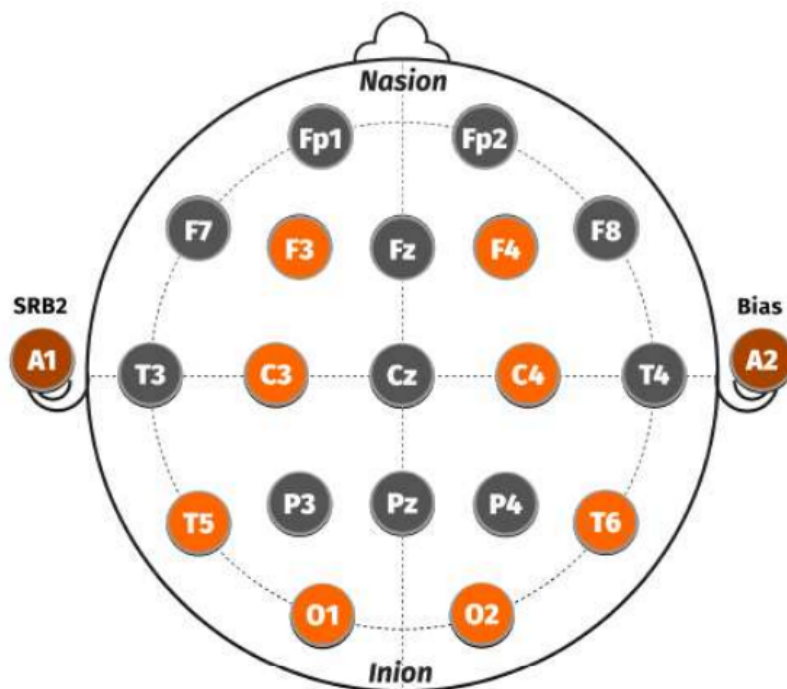 Nasion
Fp1 Fp2
F7 F3 Fz F4 F8
SRB2 Bias
A1 T3 C3 Cz C4 T4 A2
T5 P3 Pz P4 T6
O1 O2
Inion